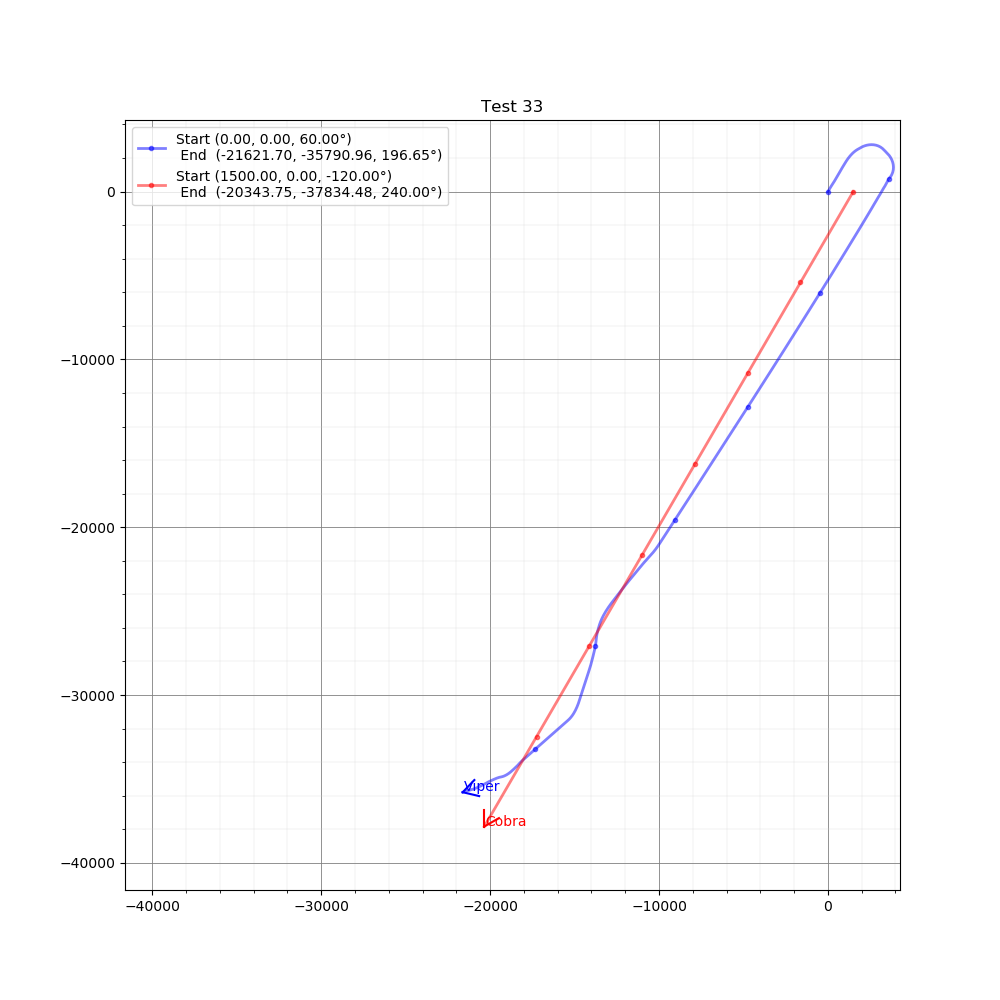 Test 33
Start (0.00, 0.00, 60.00°)
End (-21621.70, -35790.96, 196.65°)
Start (1500.00, 0.00, -120.00°)
End (-20343.75, -37834.48, 240.00°)
0
−10000
−20000
−30000
−40000
Viper
Cobra
−40000
−30000
−20000
−10000
0